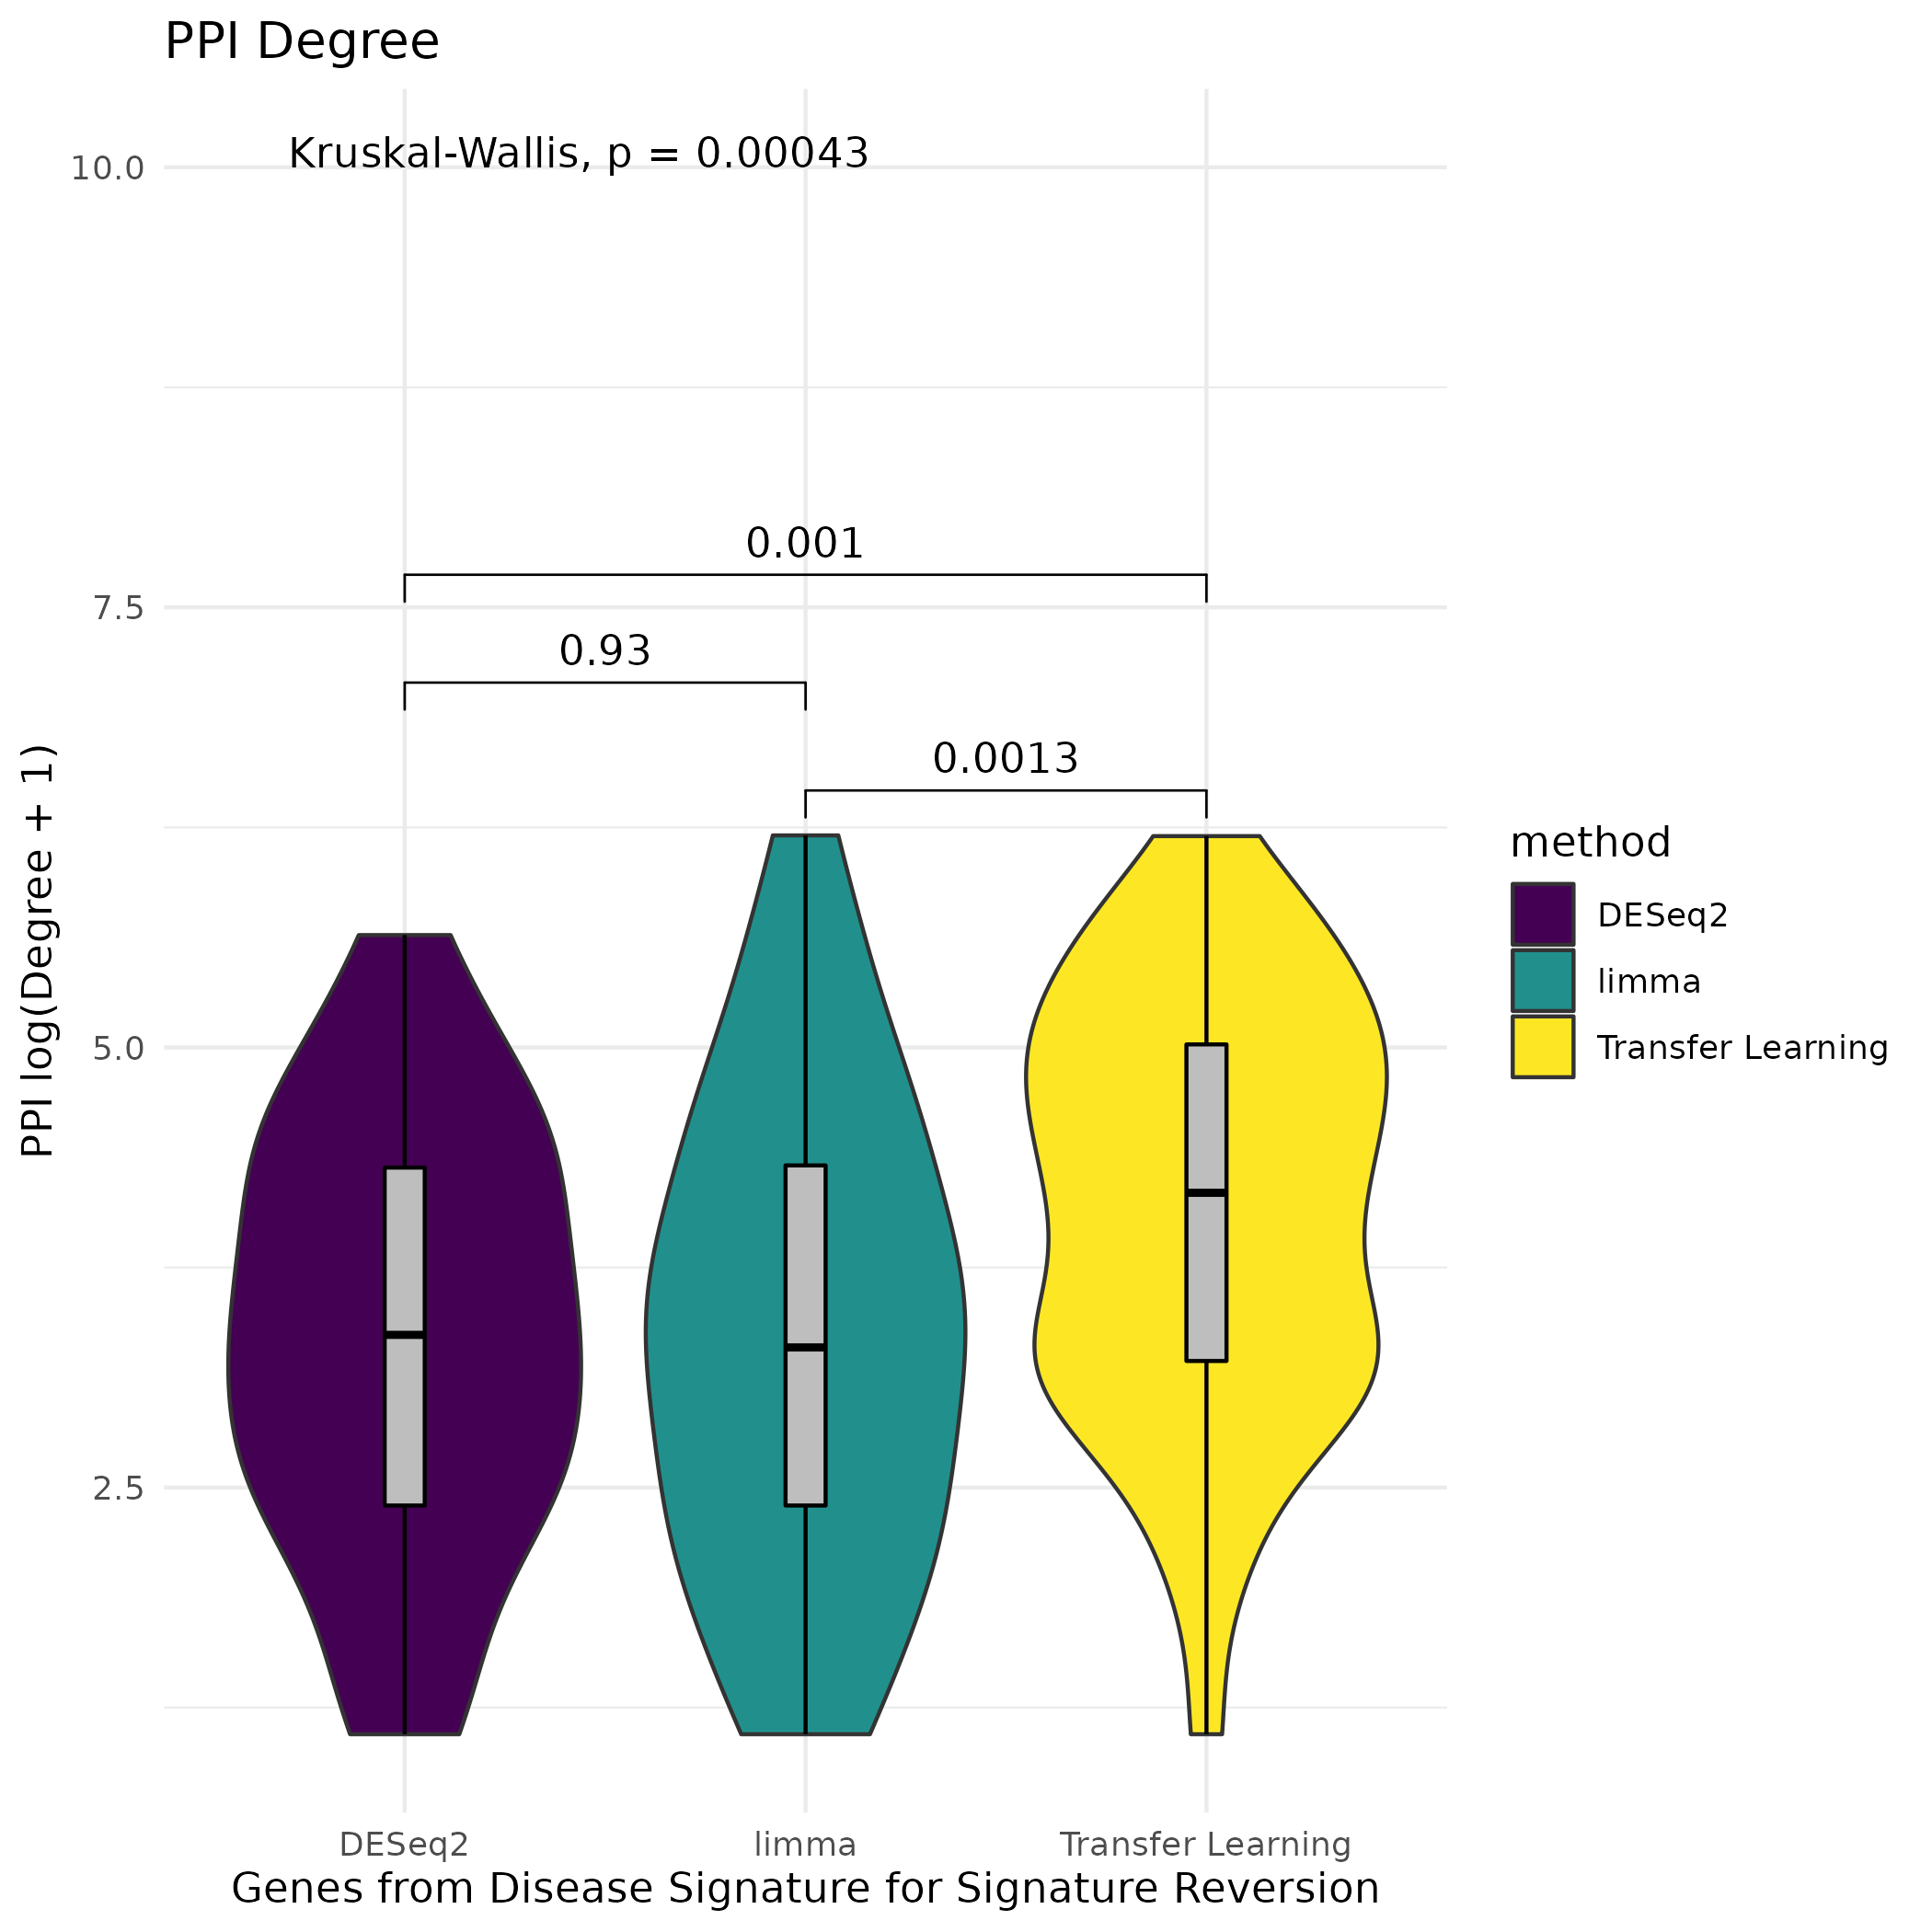 PPI Degree
Kruskal-Wallis, p = 0.00043
10.0
7.5
5.0
2.5
0.001
0.93
0.0013
PPI log(Degree + 1)
DESeq2
limma
Transfer Learning
Genes from Disease Signature for Signature Reversion
method
DESeq2
limma
Transfer Learning